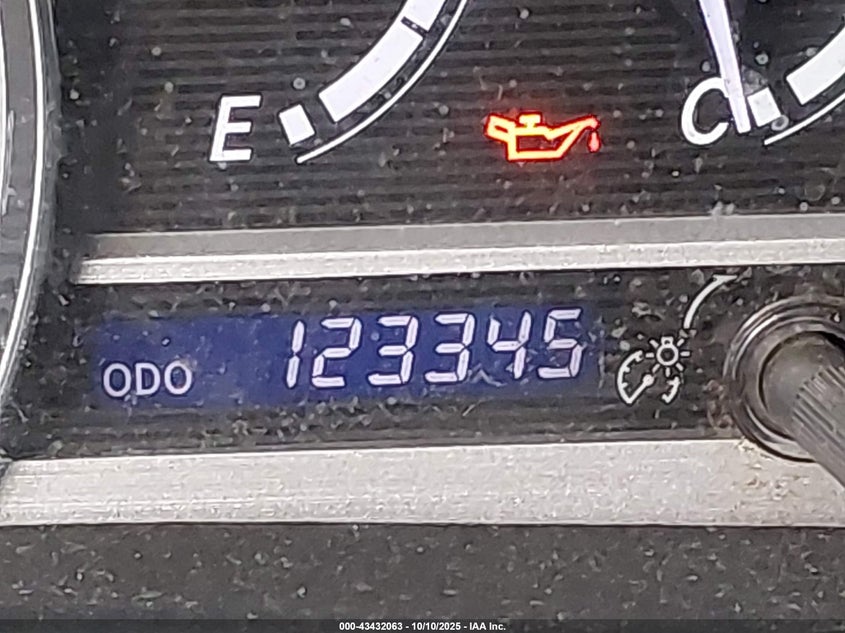 E
C
ODO 123345
000-43432063 - 10/10/2025 - IAA Inc.